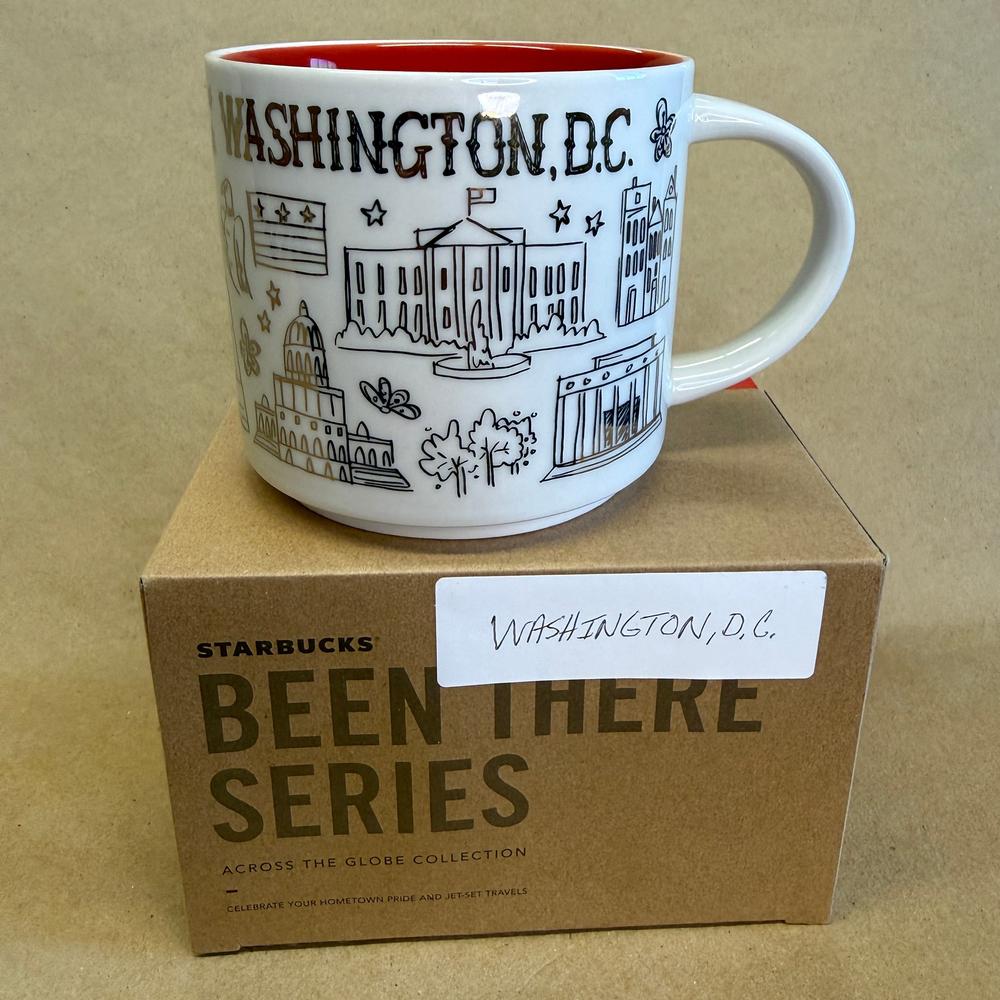 WASHINGTON, D.C.
WASHINGTON, D.C.
STARBUCKS
BEEN THERE
SERIES
ACROSS THE GLOBE COLLECTION
CELEBRATE YOUR HOMETOWN PRIDE AND JET-SET TRAVELS